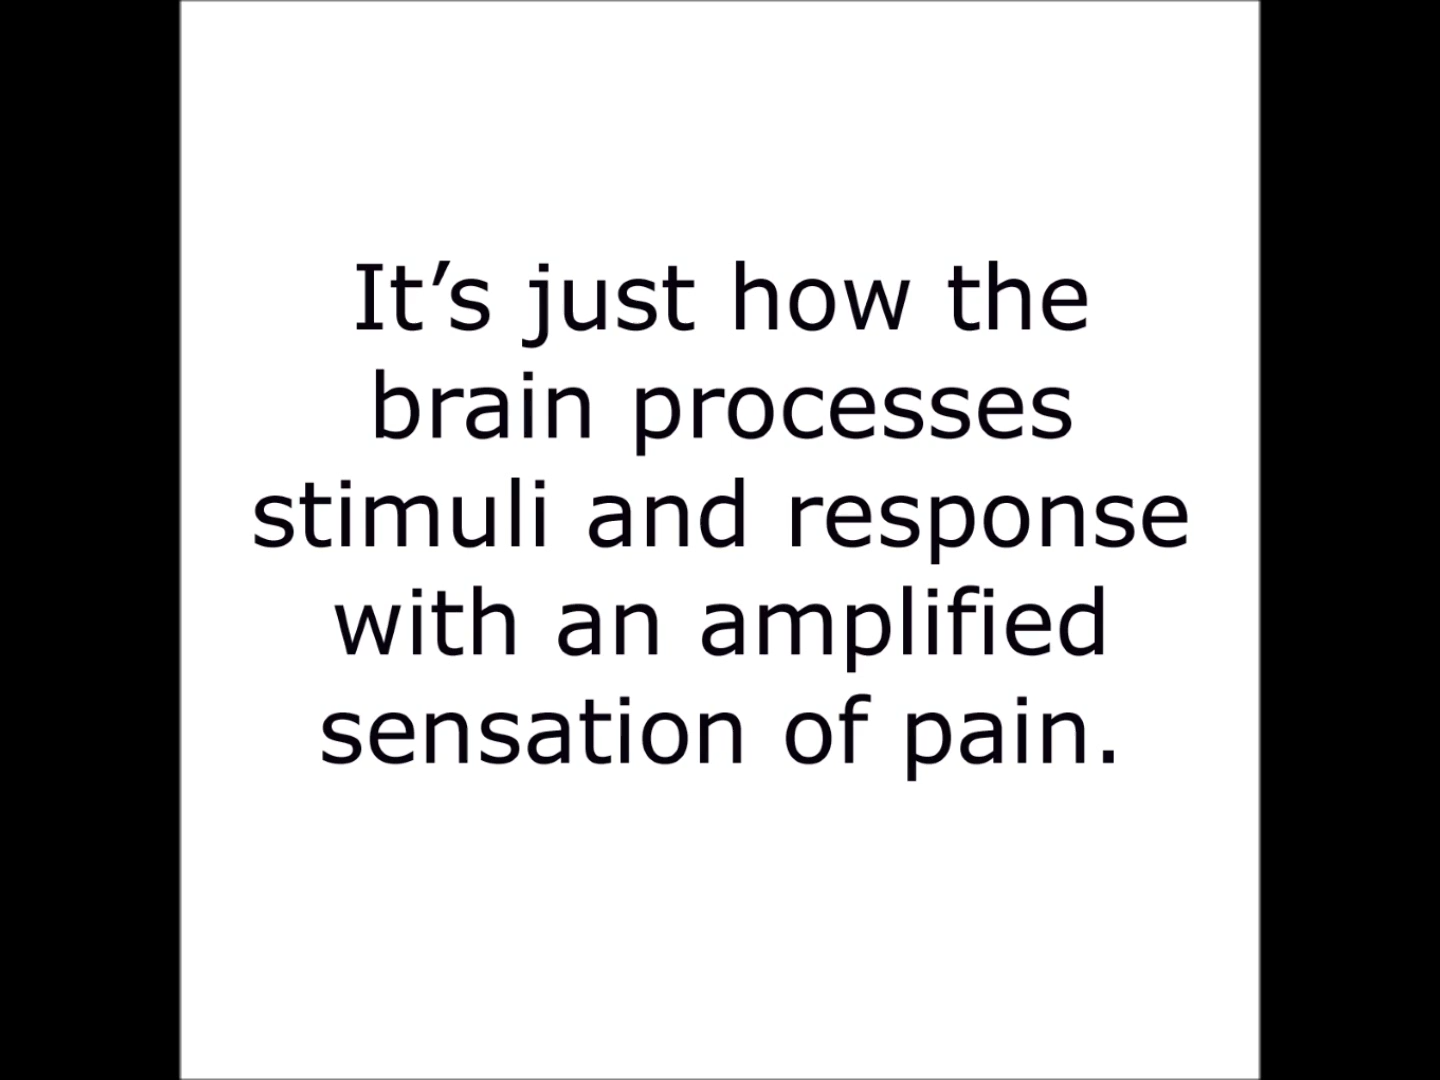 It’s just how the
brain processes
stimuli and response
with an amplified
sensation of pain.